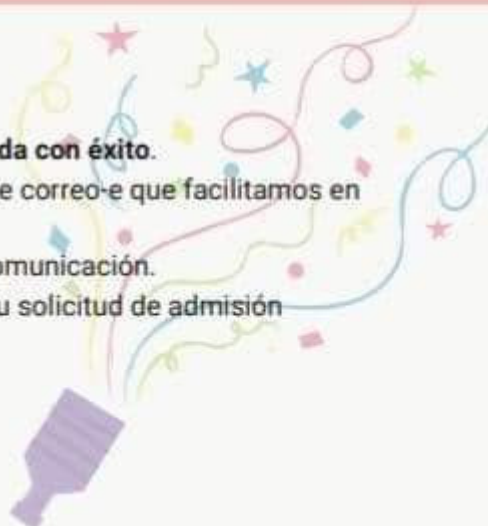 da con éxito.
e correo-e que facilitamos en
omunicación.
u solicitud de admisión